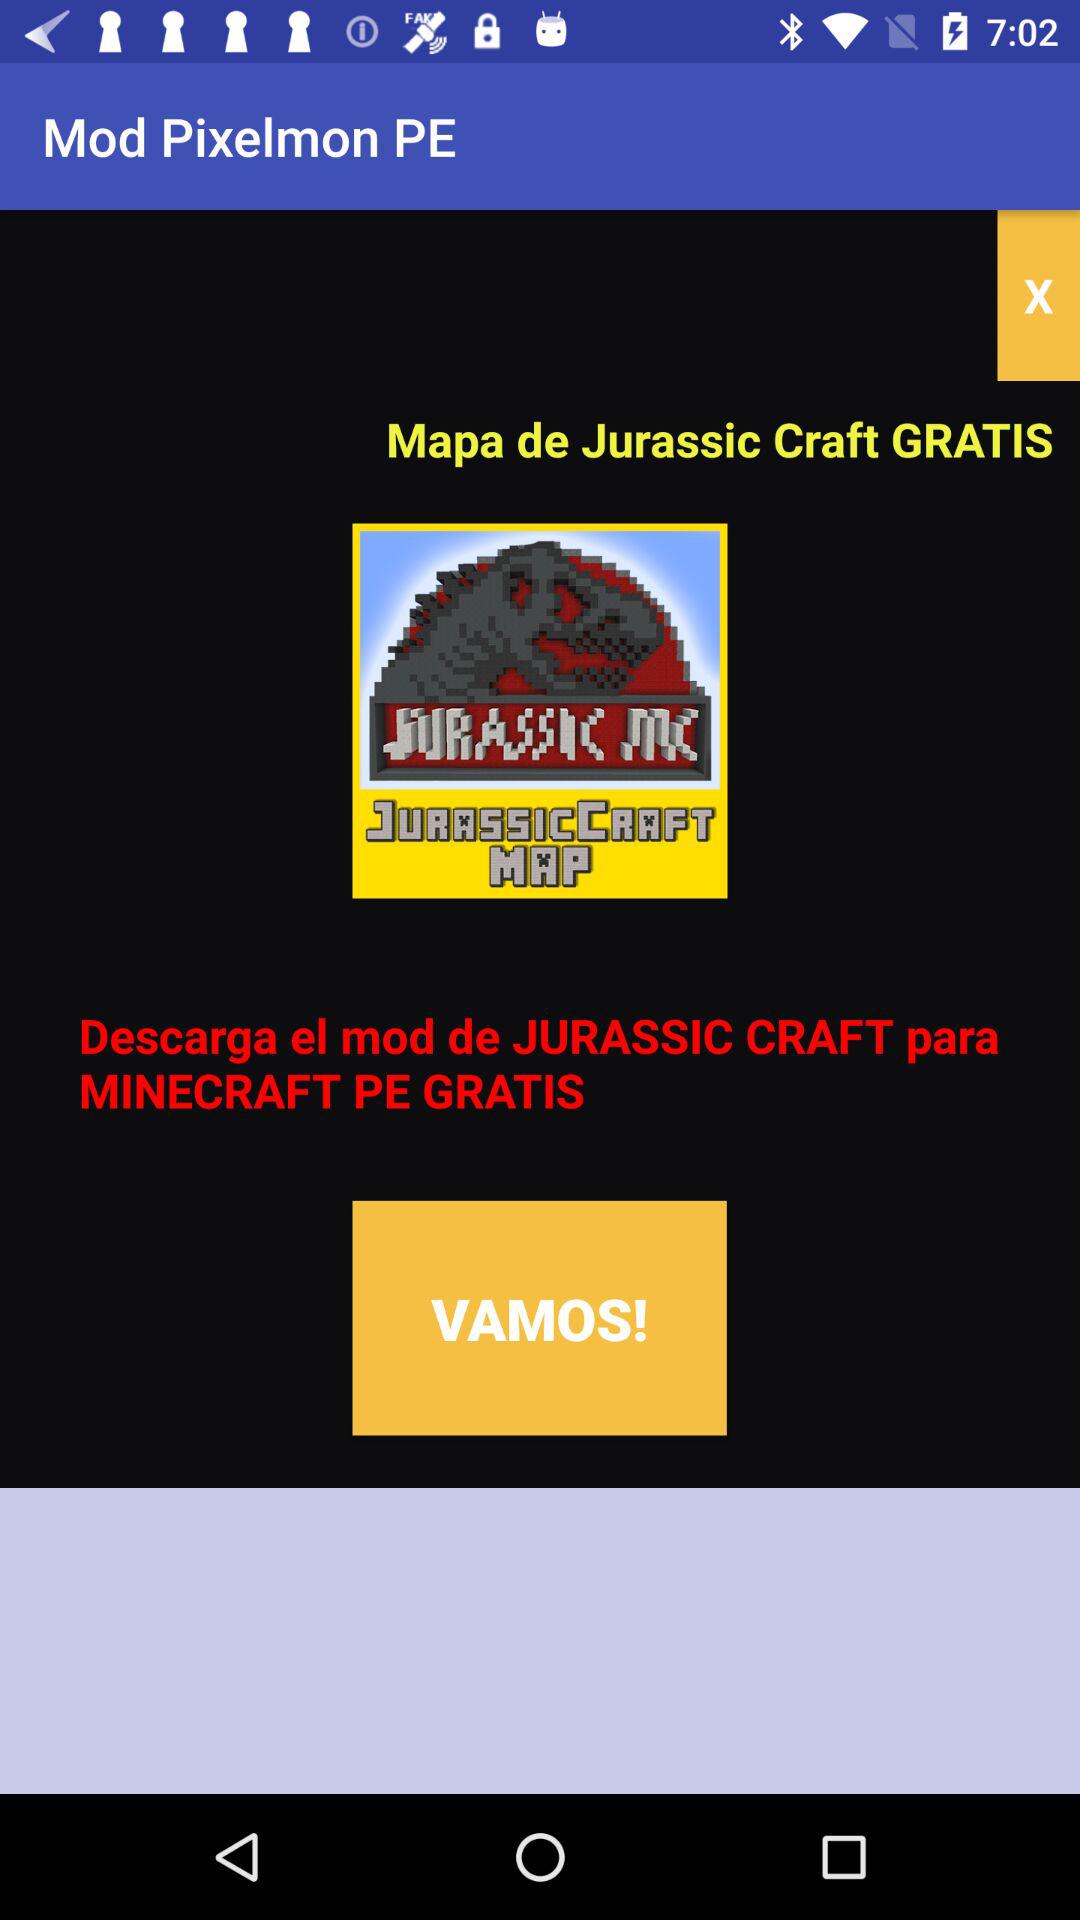 FAKE
7:02
Mod Pixelmon PE
X
Mapa de Jurassic Craft GRATIS
JURASSIC MC
JURASSICCRAFT
MAP
Descarga el mod de JURASSIC CRAFT para
MINECRAFT PE GRATIS
VAMOS!